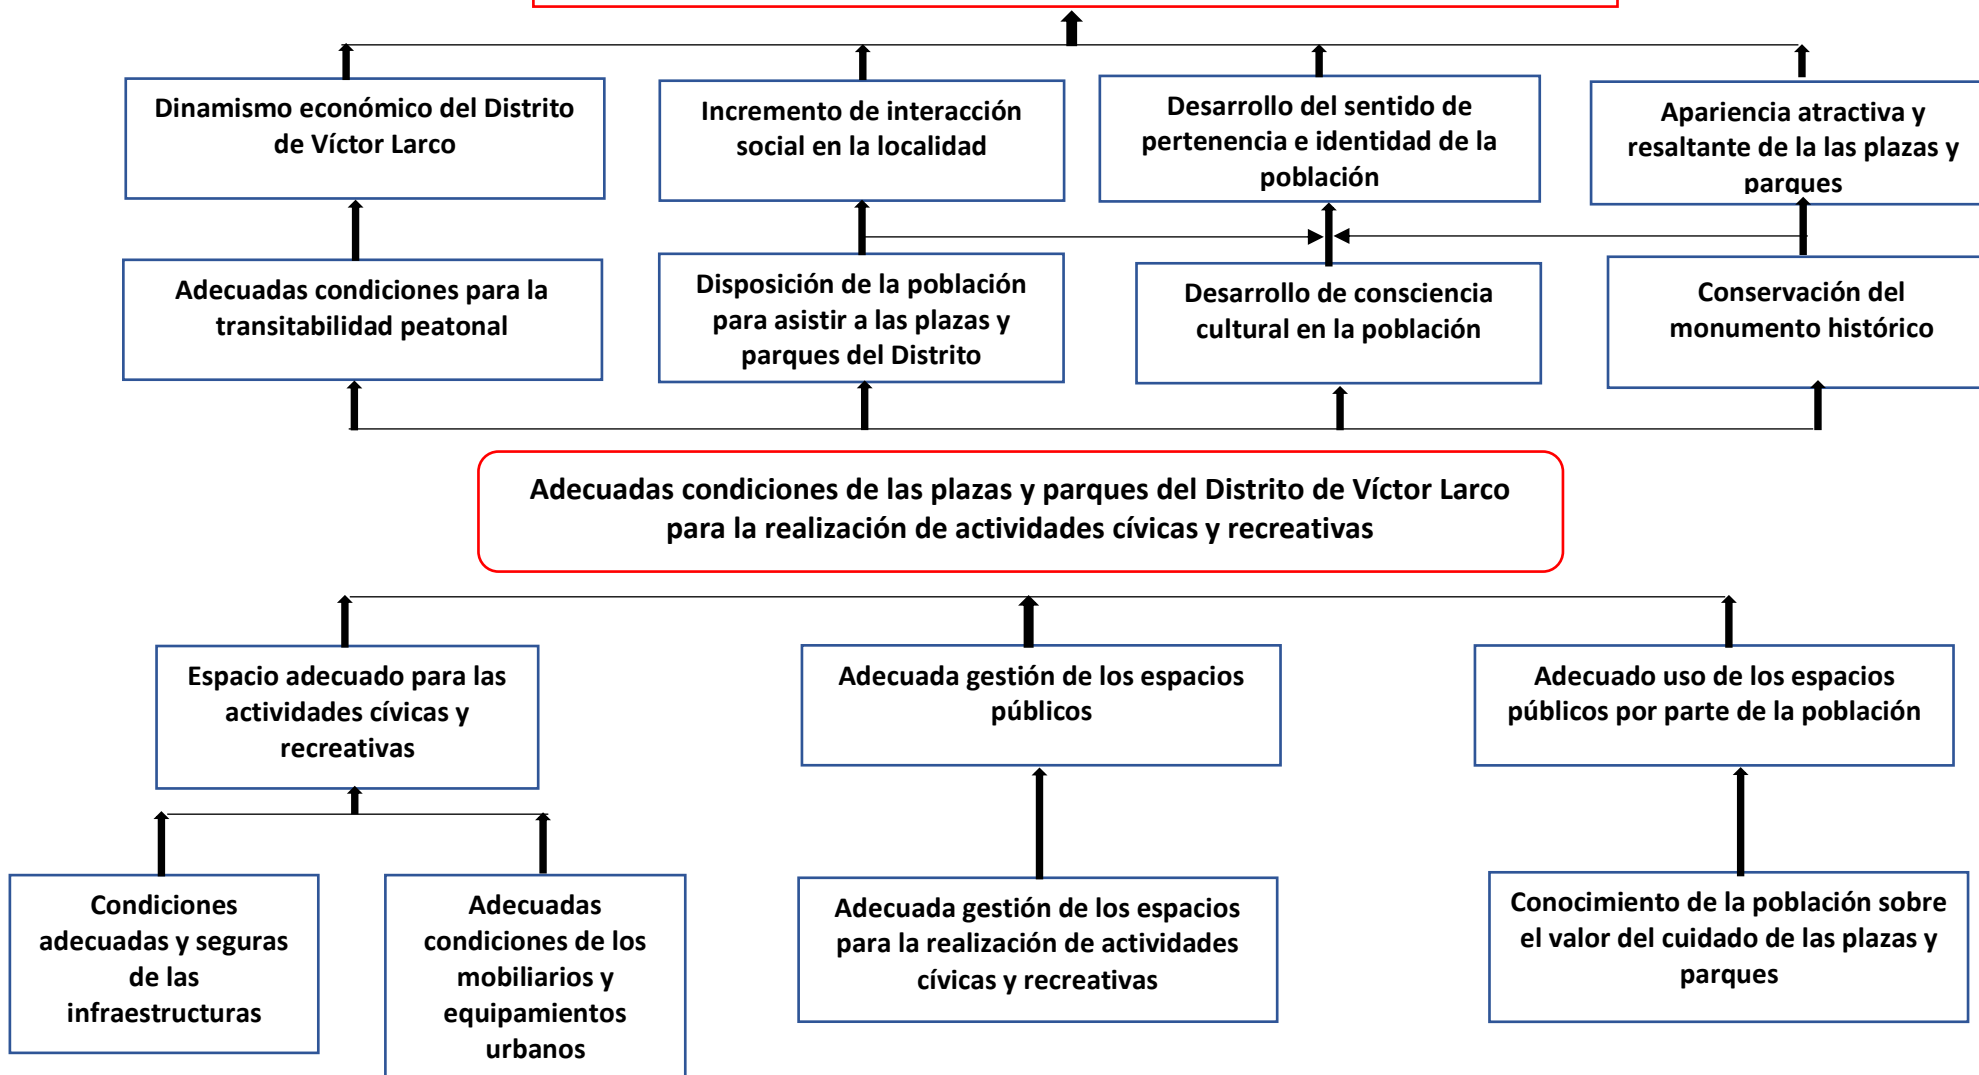 Dinamismo económico del Distrito
de Víctor Larco
Incremento de interacción
social en la localidad
Desarrollo del sentido de
pertenencia e identidad de la
población
Apariencia atractiva y
resaltante de la las plazas y
parques
Adecuadas condiciones para la
transitabilidad peatonal
Disposición de la población
para asistir a las plazas y
parques del Distrito
Desarrollo de consciencia
cultural en la población
Conservación del
monumento histórico
Adecuadas condiciones de las plazas y parques del Distrito de Víctor Larco
para la realización de actividades cívicas y recreativas
Espacio adecuado para las
actividades cívicas y
recreativas
Adecuada gestión de los espacios
públicos
Adecuado uso de los espacios
públicos por parte de la población
Condiciones
adecuadas y seguras
de las
infraestructuras
Adecuadas
condiciones de los
mobiliarios y
equipamientos
urbanos
Adecuada gestión de los espacios
para la realización de actividades
cívicas y recreativas
Conocimiento de la población sobre
el valor del cuidado de las plazas y
parques